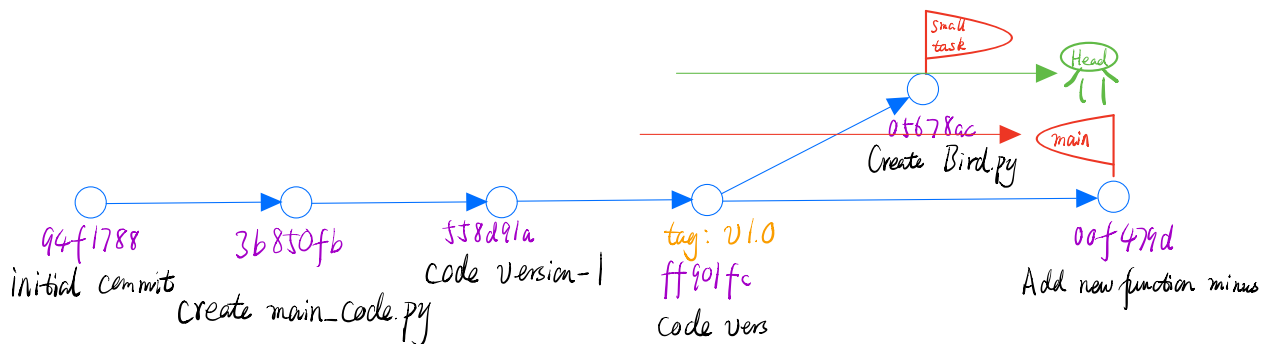 small
task
Head
05678ac
Create Bird.py
main
94f1788
initial commit
3b850fb
create main_code.py
558d91a
code version-1
tag: v1.0
ff901fc
code vers
00f479d
Add new function minus